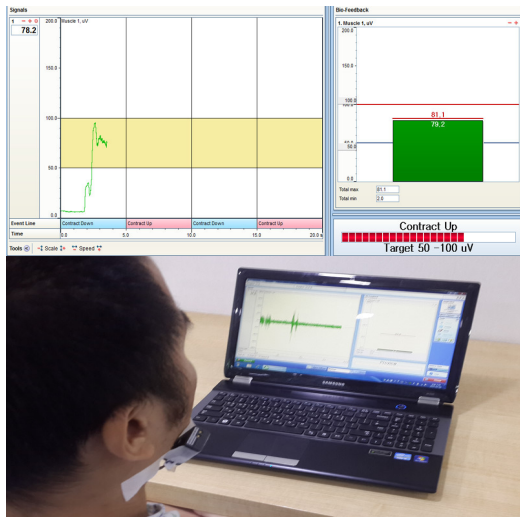 Signals
1 - + o
78.2
200.0
Muscle 1, uV
150.0
100.0
50.0
0.0
Event Line
Contract Down
Contract Up
Contract Down
Contract Up
Time
0.0
5.0
10.0
15.0
20.0 s
Tools
Scale
Speed
Bio-Feedback
1. Muscle 1, uV
- +
200.0
150.0
100.0
81.1
79.2
50.0
0.0
Total max
81.1
Total min
2.0
Contract Up
Target 50 -100 uV
SAMSUNG